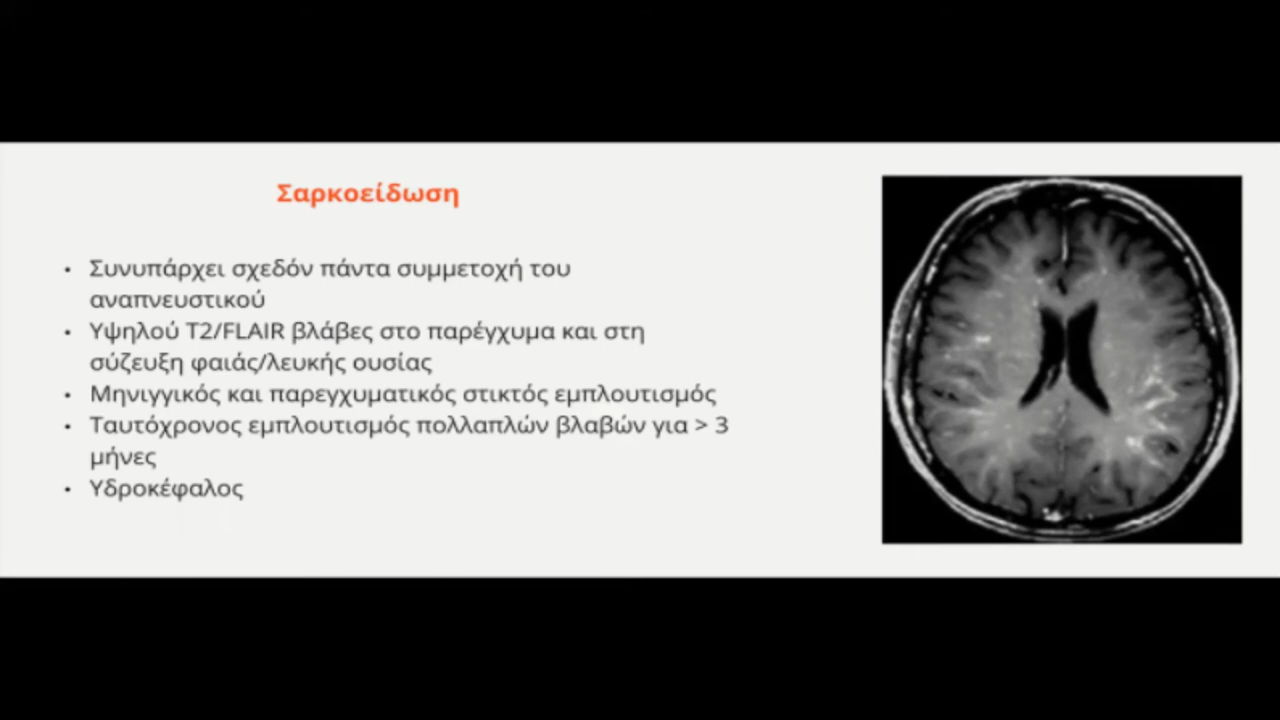 Σαρκοείδωση
• Συνυπάρχει σχεδόν πάντα συμμετοχή του
αναπνευστικού
• Υψηλού T2/FLAIR βλάβες στο παρέγχυμα και στη
σύζευξη φαιάς/λευκής ουσίας
• Μηνιγγικός και παρεγχυματικός στικτός εμπλουτισμός
• Ταυτόχρονος εμπλουτισμός πολλαπλών βλαβών για > 3
μήνες
• Υδροκέφαλος